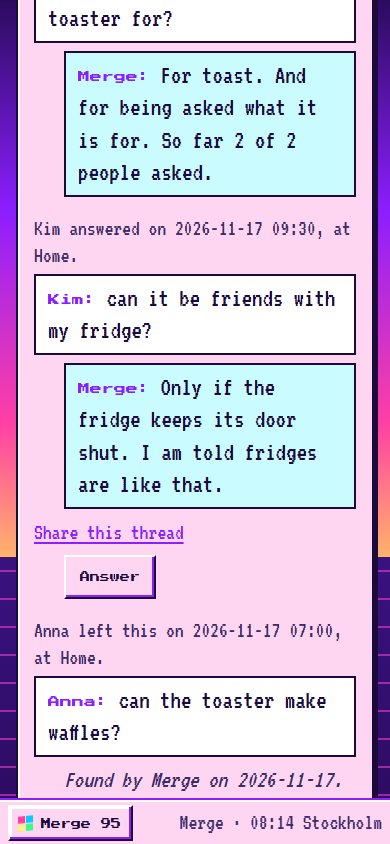 toaster for?
Merge: For toast. And
for being asked what it
is for. So far 2 of 2
people asked.
Kim answered on 2026-11-17 09:30, at
Home.
Kim: can it be friends with
my fridge?
Merge: Only if the
fridge keeps its door
shut. I am told fridges
are like that.
Share this thread
Answer
Anna left this on 2026-11-17 07:00,
at Home.
Anna: can the toaster make
waffles?
Found by Merge on 2026-11-17.
Merge 95
Merge · 08:14 Stockholm